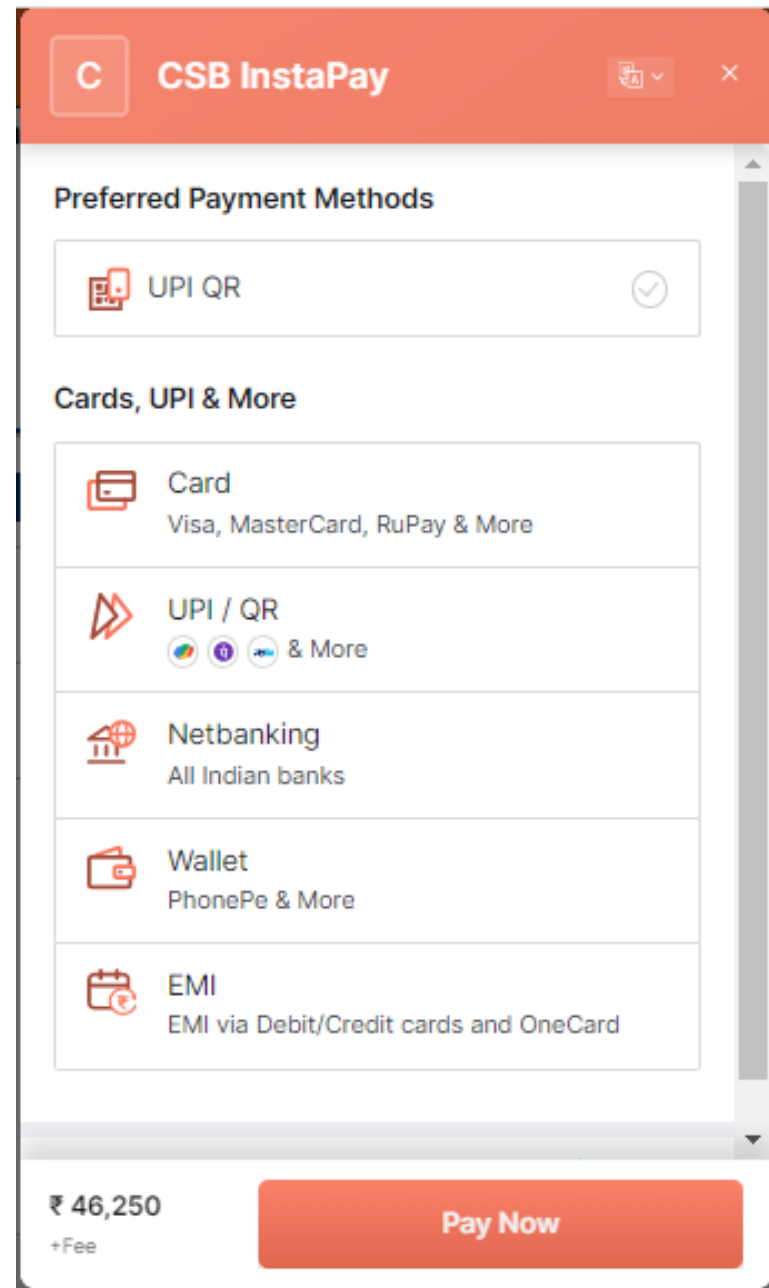 C
CSB InstaPay
Preferred Payment Methods
UPI QR
Cards, UPI & More
Card
Visa, MasterCard, RuPay & More
UPI / QR
& More
Netbanking
All Indian banks
Wallet
PhonePe & More
EMI
EMI via Debit/Credit cards and OneCard
₹ 46,250
+Fee
Pay Now